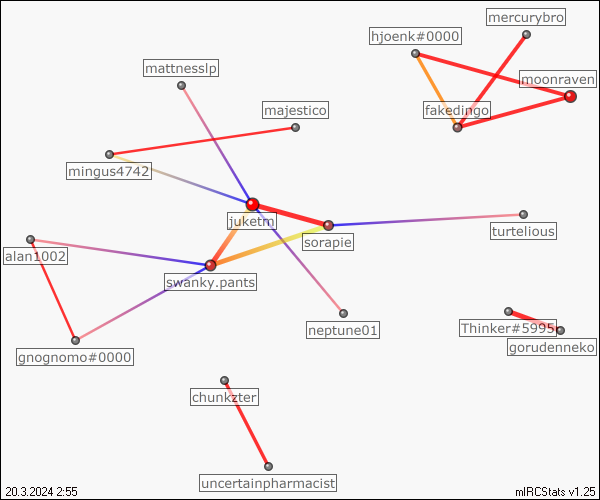 mercurybro
hjoenk#0000
moonraven
mattnesslp
majestico
fakedingo
mingus4742
juketm
turtelious
sorapie
alan1002
swanky.pants
neptune01
Thinker#5995
gorudenneko
gnognomo#0000
chunkzter
uncertainpharmacist
20.3.2024 2:55
mIRCStats v1.25